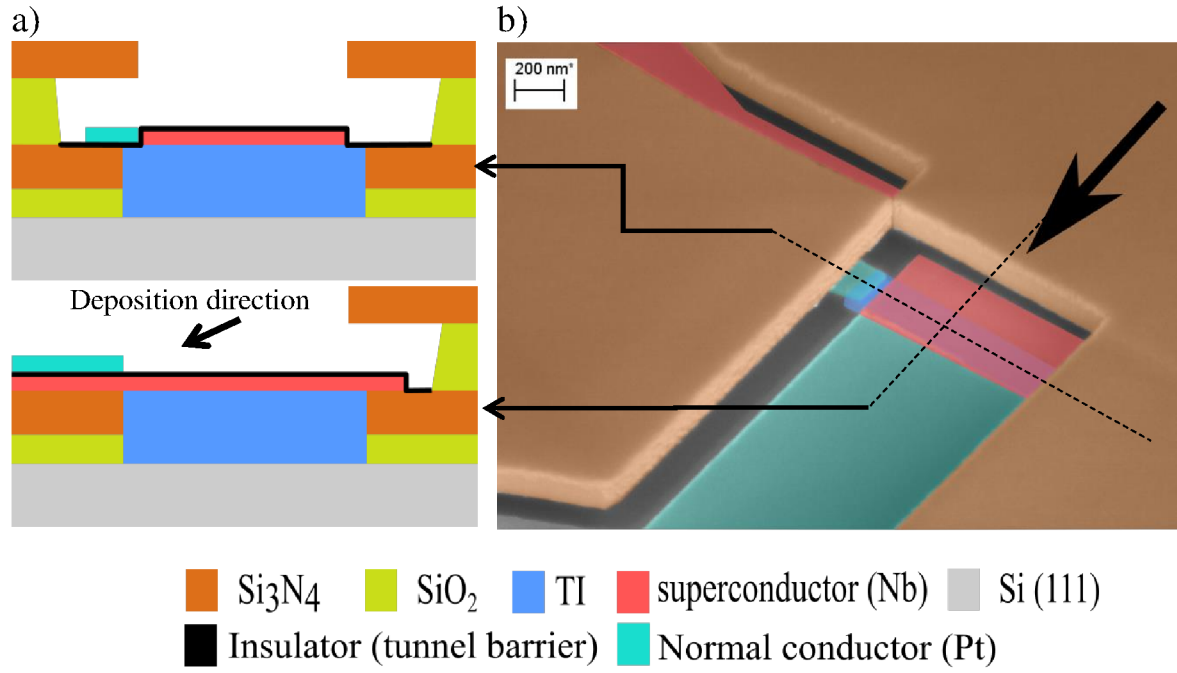 a)
b)
200 nm*
Deposition direction
Si3N4
SiO2
TI
superconductor (Nb)
Si (111)
Insulator (tunnel barrier)
Normal conductor (Pt)